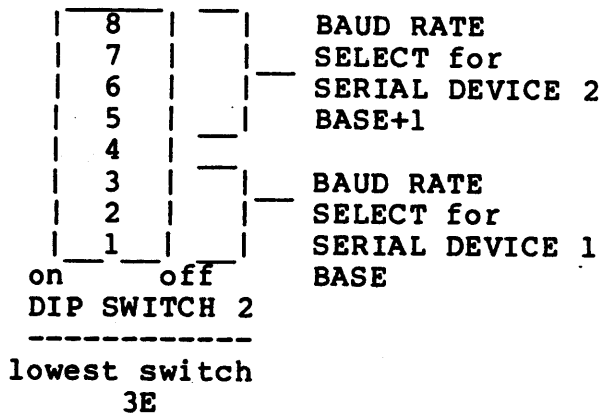 8 BAUD RATE
7 SELECT for
6 SERIAL DEVICE 2
5 BASE+1
4
3 BAUD RATE
2 SELECT for
1 SERIAL DEVICE 1
on off BASE
DIP SWITCH 2
lowest switch
3E